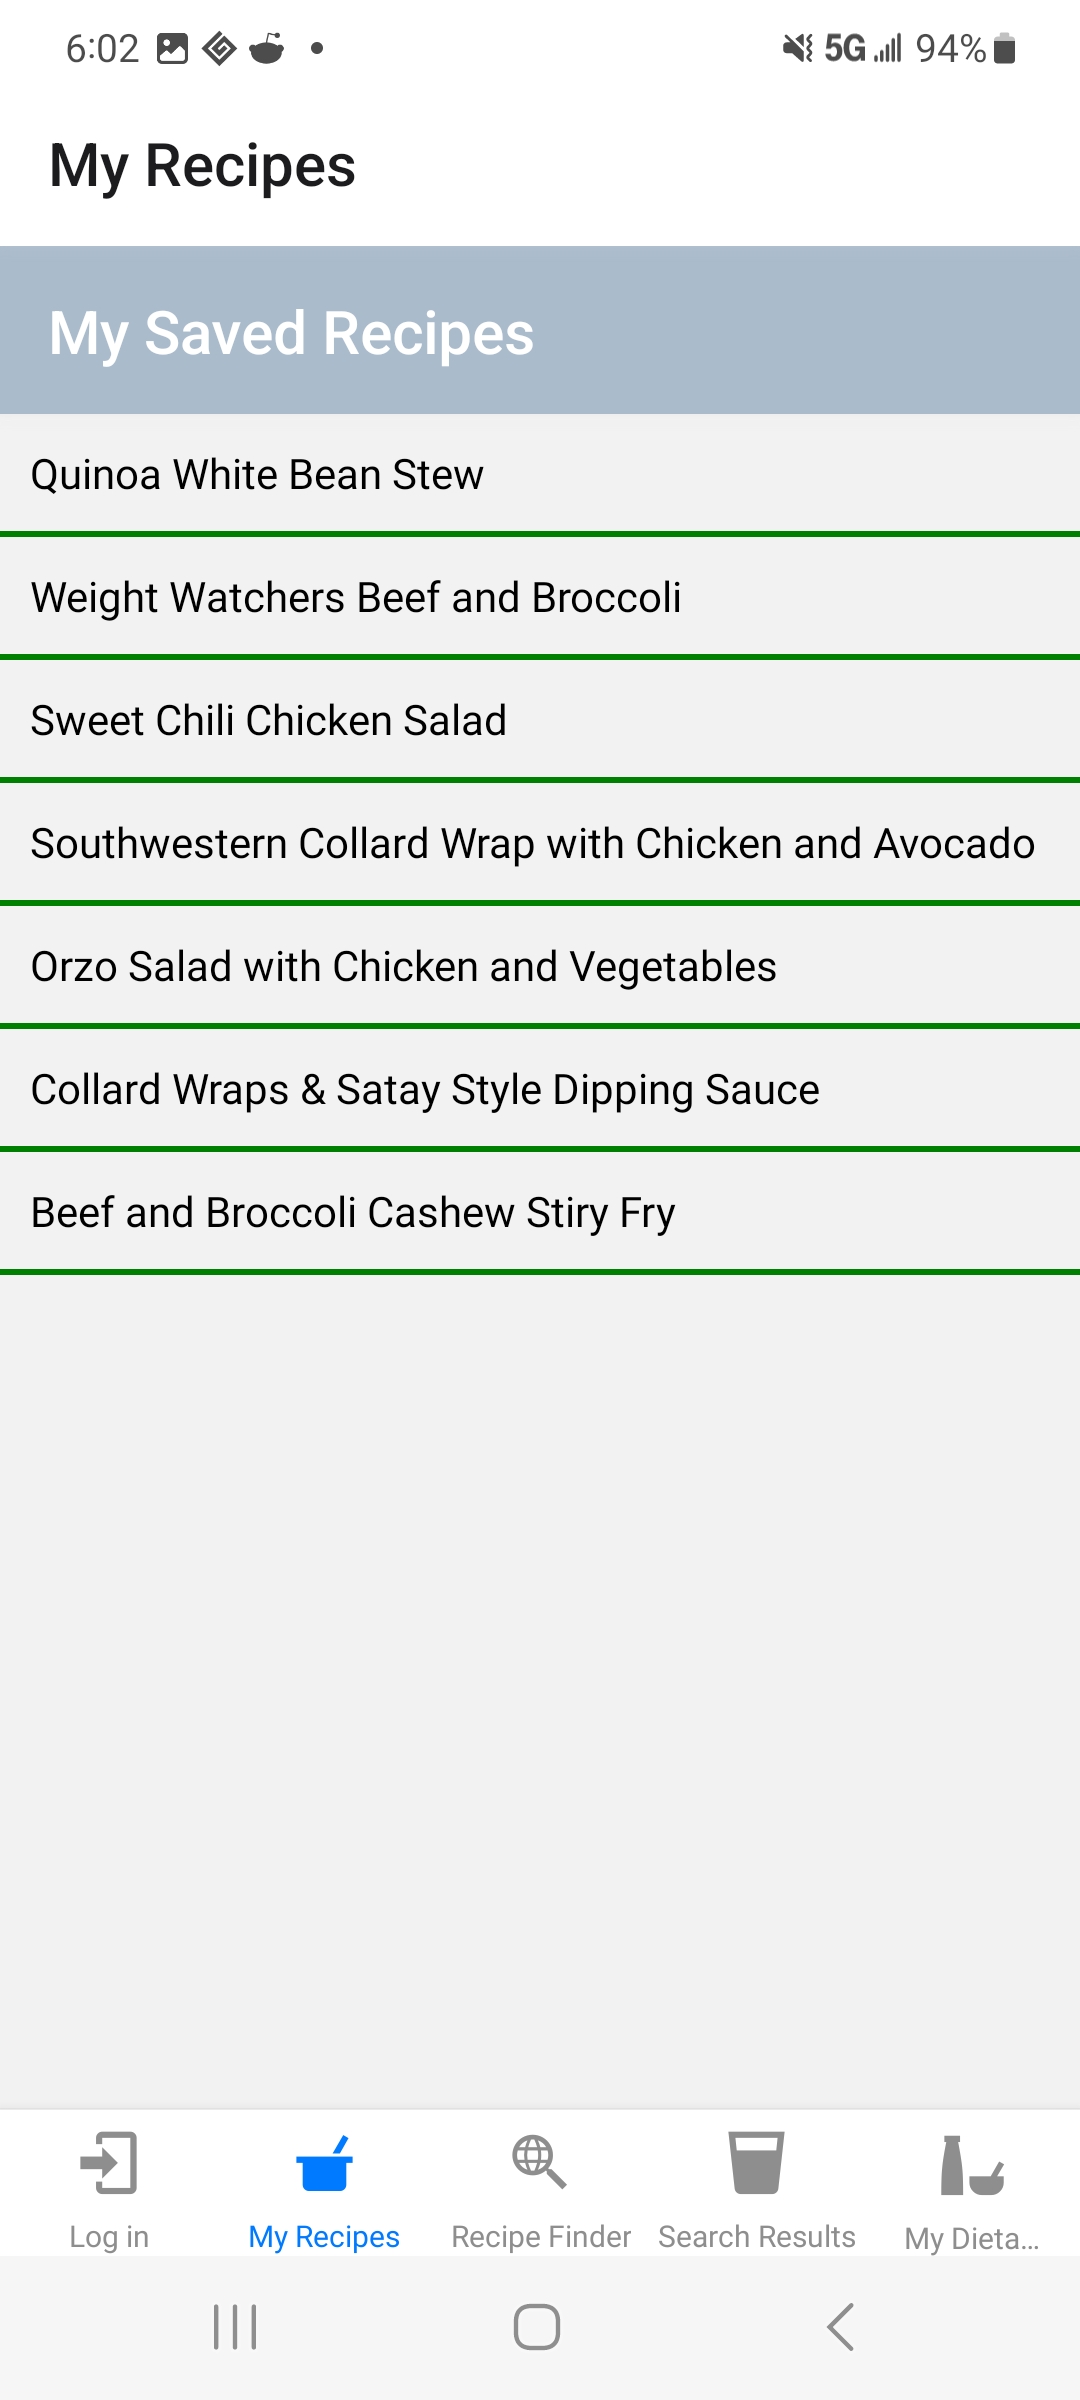 6:02
5G 94%
My Recipes
My Saved Recipes
Quinoa White Bean Stew
Weight Watchers Beef and Broccoli
Sweet Chili Chicken Salad
Southwestern Collard Wrap with Chicken and Avocado
Orzo Salad with Chicken and Vegetables
Collard Wraps & Satay Style Dipping Sauce
Beef and Broccoli Cashew Stiry Fry
Log in
My Recipes
Recipe Finder
Search Results
My Dieta...